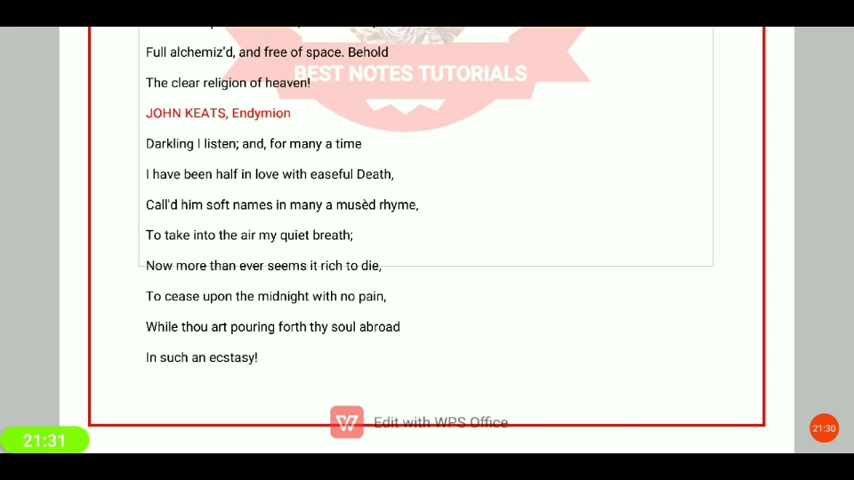 Full alchemiz'd, and free of space. Behold
BEST NOTES TUTORIALS
The clear religion of heaven!
JOHN KEATS, Endymion
Darkling I listen; and, for many a time
I have been half in love with easeful Death,
Call'd him soft names in many a musèd rhyme,
To take into the air my quiet breath;
Now more than ever seems it rich to die,
To cease upon the midnight with no pain,
While thou art pouring forth thy soul abroad
In such an ecstasy!
Edit with WPS Office
21:31
21:30